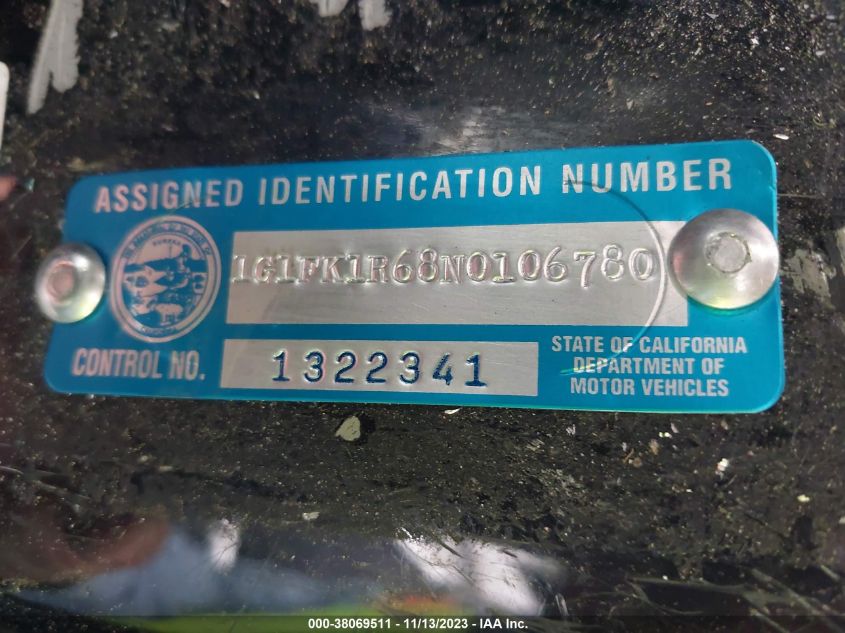 ASSIGNED IDENTIFICATION NUMBER
1G1FK1R68N0106780
CONTROL NO.
1322341
STATE OF CALIFORNIA
DEPARTMENT OF
MOTOR VEHICLES
000-38069511 - 11/13/2023 - IAA Inc.